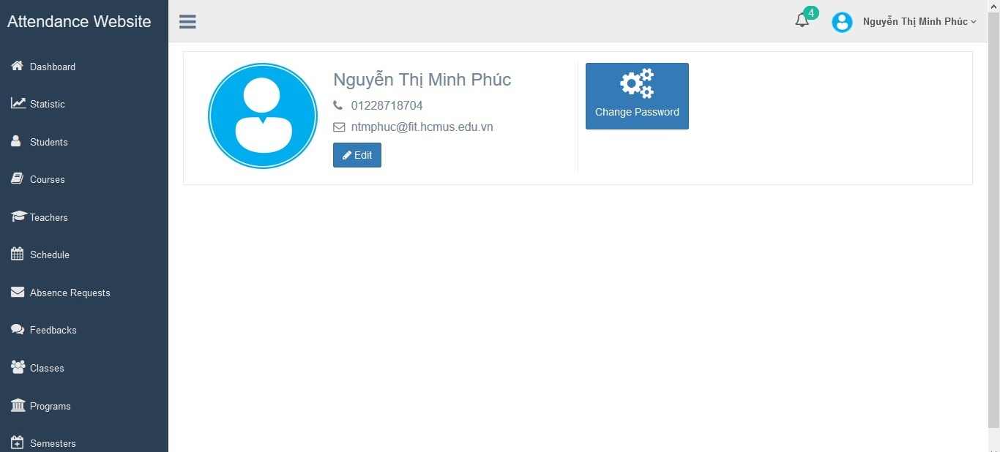 Attendance Website
4
Nguyễn Thị Minh Phúc
Dashboard
Statistic
Students
Courses
Teachers
Schedule
Absence Requests
Feedbacks
Classes
Programs
Semesters
Nguyễn Thị Minh Phúc
01228718704
ntmphuc@fit.hcmus.edu.vn
Edit
Change Password